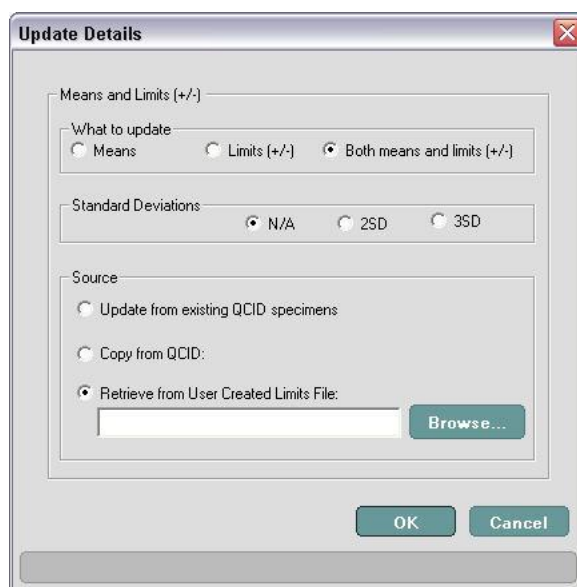 Update Details
Means and Limits (+/-)
What to update
Means Limits (+/-) Both means and limits (+/-)
Standard Deviations
N/A 2SD 3SD
Source
Update from existing QCID specimens
Copy from QCID:
Retrieve from User Created Limits File:
Browse...
OK Cancel